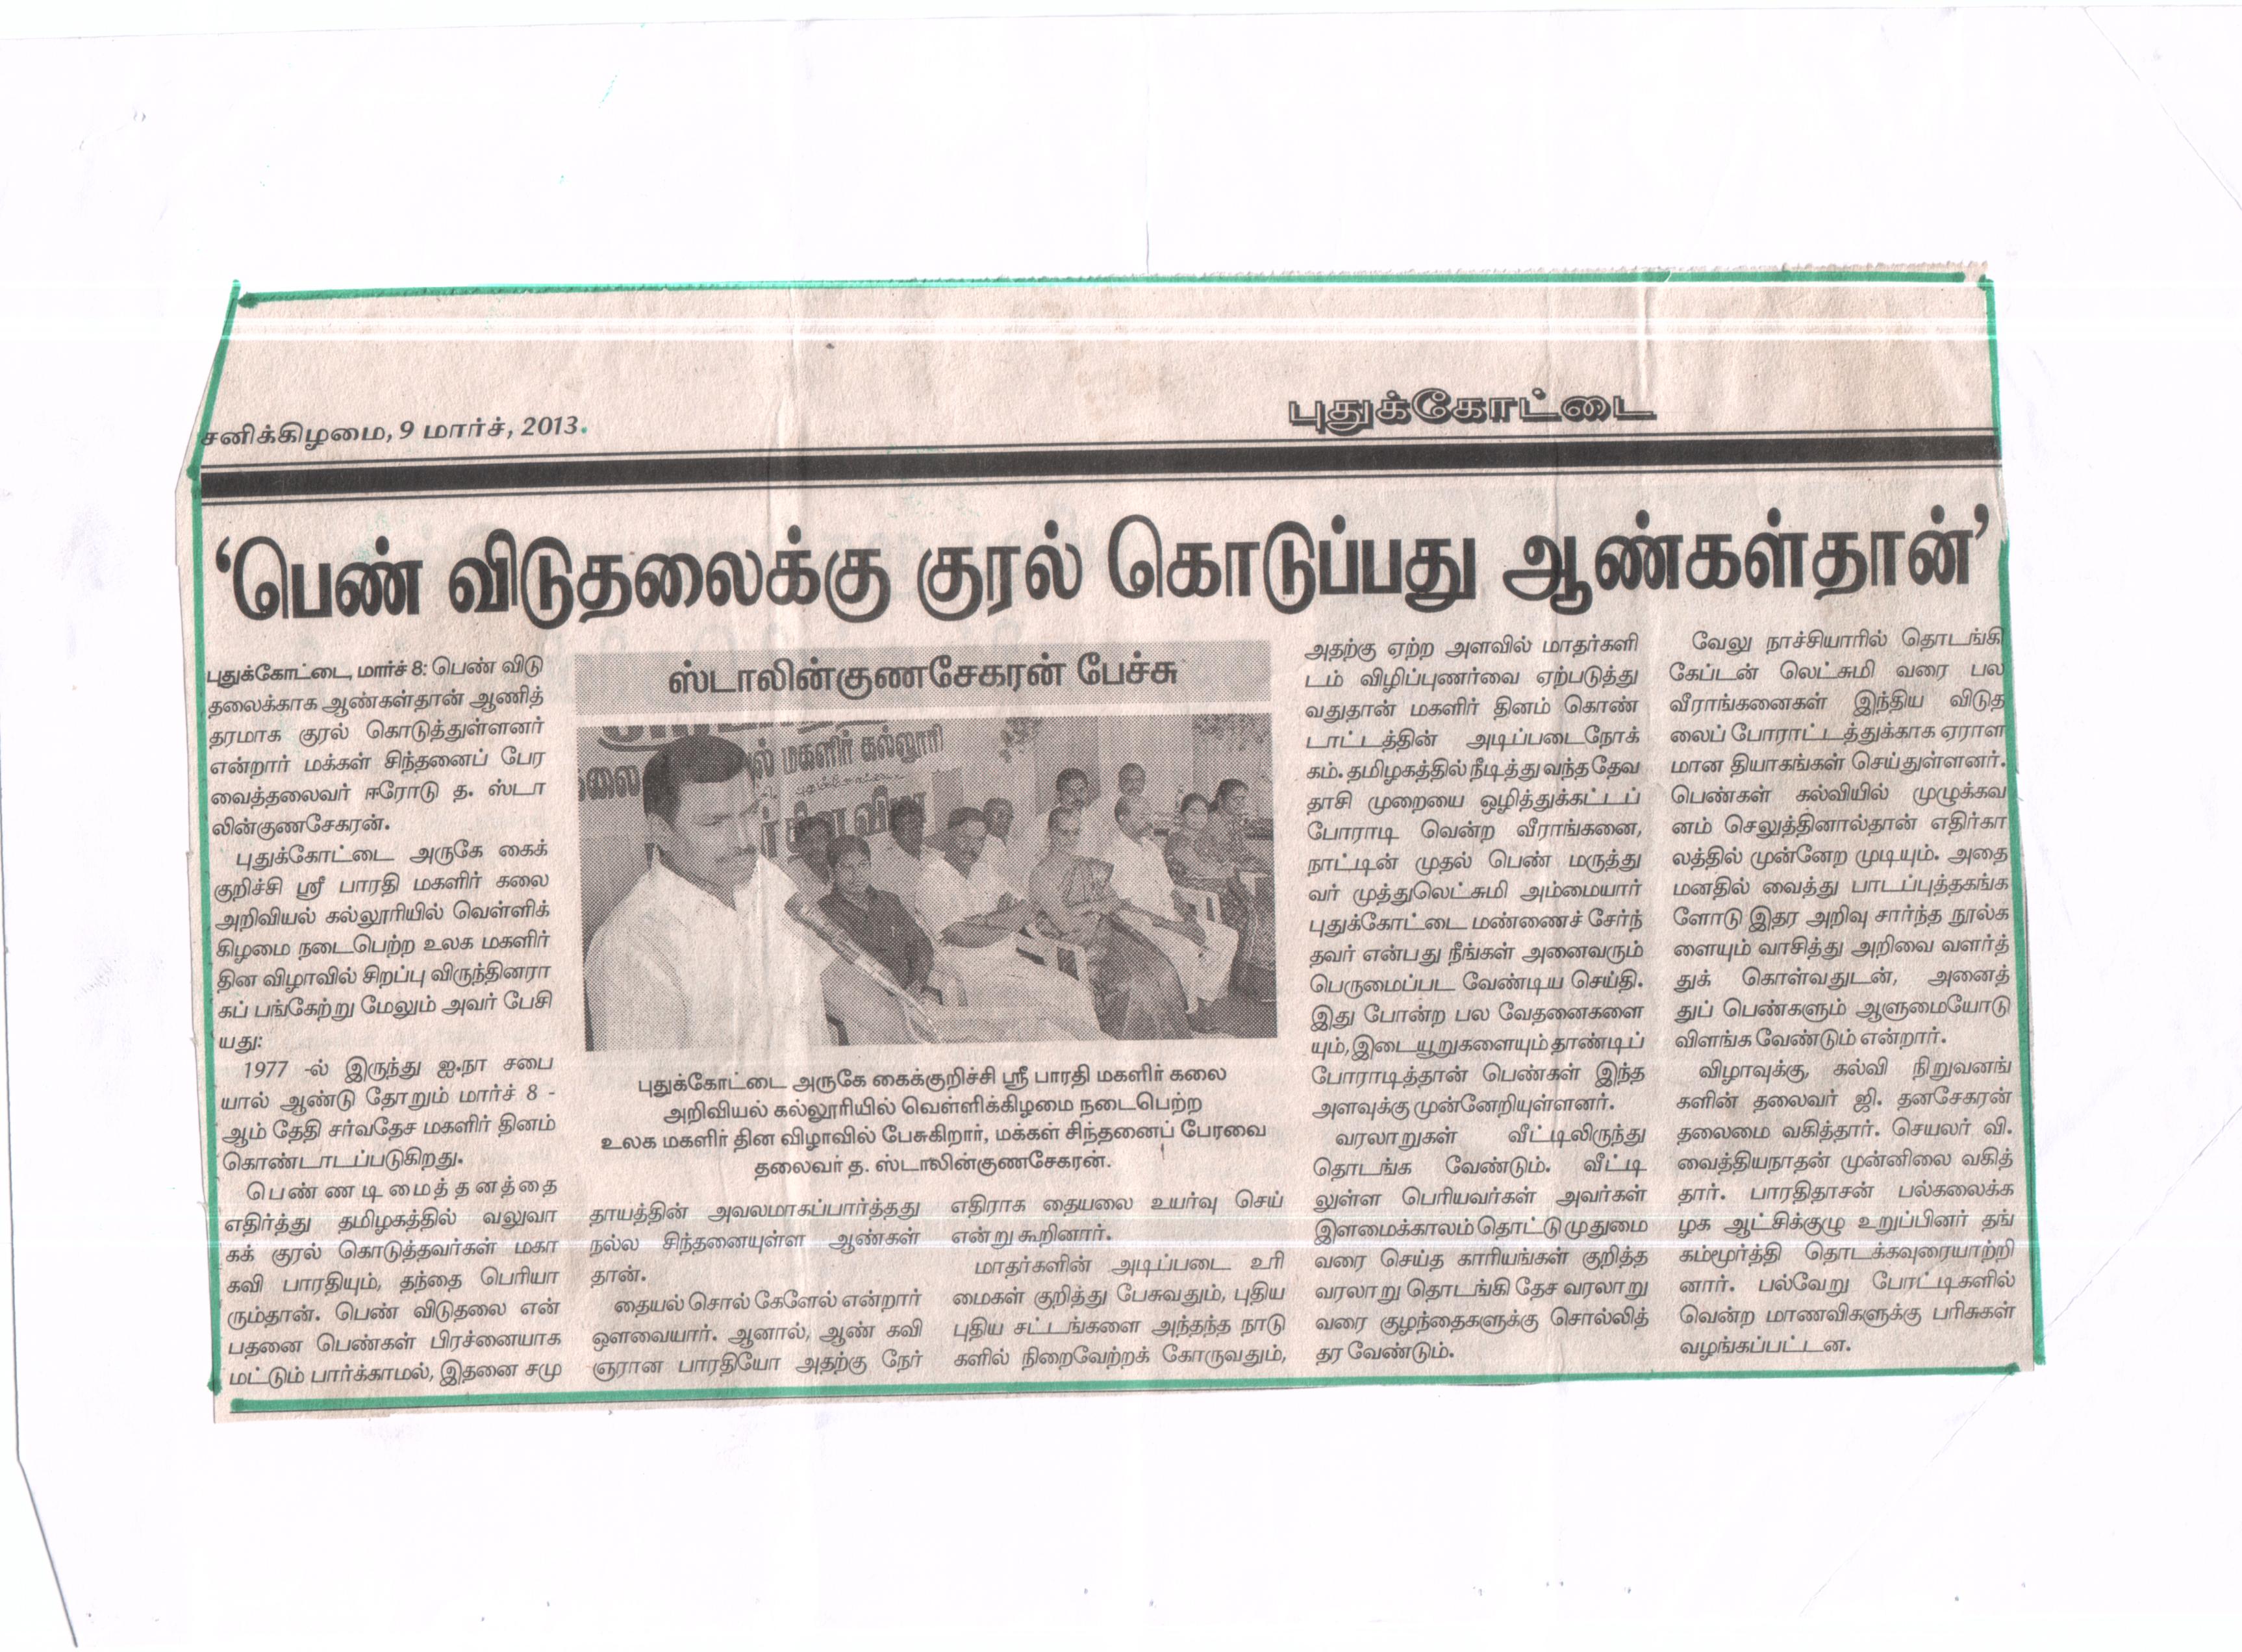 சனிக்கிழமை, 9 மார்ச், 2013.
புதுக்கோட்டை
‘பெண் விடுதலைக்கு குரல் கொடுப்பது ஆண்கள்தான்’
ஸ்டாலின்குணசேகரன் பேச்சு
புதுக்கோட்டை, மார்ச் 8: பெண் விடு
தலைக்காக ஆண்கள்தான் ஆணித்
தரமாக குரல் கொடுத்துள்ளனர்
என்றார் மக்கள் சிந்தனைப் பேர
வைத்தலைவர் ஈரோடு த. ஸ்டா
லின்குணசேகரன்.
புதுக்கோட்டை அருகே கைக்
குறிச்சி ஸ்ரீ பாரதி மகளிர் கலை
அறிவியல் கல்லூரியில் வெள்ளிக்
கிழமை நடைபெற்ற உலக மகளிர்
தின விழாவில் சிறப்பு விருந்தினரா
கப் பங்கேற்று மேலும் அவர் பேசி
யது:
1977 -ல் இருந்து ஐ.நா சபை
யால் ஆண்டு தோறும் மார்ச் 8 -
ஆம் தேதி சர்வதேச மகளிர் தினம்
கொண்டாடப்படுகிறது.
பெண்ணடிமைத்தனத்தை
எதிர்த்து தமிழகத்தில் வலுவா
கக் குரல் கொடுத்தவர்கள் மகா
கவி பாரதியும், தந்தை பெரியா
ரும்தான். பெண் விடுதலை என்
பதனை பெண்கள் பிரச்னையாக
மட்டும் பார்க்காமல், இதனை சமு
கலை
யல் மகளிர் கல்லூரி
தின விழா
புதுக்கோட்டை அருகே கைக்குறிச்சி ஸ்ரீ பாரதி மகளிர் கலை
அறிவியல் கல்லூரியில் வெள்ளிக்கிழமை நடைபெற்ற
உலக மகளிர் தின விழாவில் பேசுகிறார், மக்கள் சிந்தனைப் பேரவை
தலைவர் த. ஸ்டாலின்குணசேகரன்.
தாயத்தின் அவலமாகப்பார்த்தது
நல்ல சிந்தனையுள்ள ஆண்கள்
தான்.
தையல் சொல் கேளேல் என்றார்
ஔவையார். ஆனால், ஆண் கவி
ஞரான பாரதியோ அதற்கு நேர்
எதிராக தையலை உயர்வு செய்
என்று கூறினார்.
மாதர்களின் அடிப்படை உரி
மைகள் குறித்து பேசுவதும், புதிய
புதிய சட்டங்களை அந்தந்த நாடு
களில் நிறைவேற்றக் கோருவதும்,
அதற்கு ஏற்ற அளவில் மாதர்களி
டம் விழிப்புணர்வை ஏற்படுத்து
வதுதான் மகளிர் தினம் கொண்
டாட்டத்தின் அடிப்படைநோக்
கம். தமிழகத்தில் நீடித்து வந்த தேவ
தாசி முறையை ஒழித்துக்கட்டப்
போராடி வென்ற வீராங்கனை,
நாட்டின் முதல் பெண் மருத்து
வர் முத்துலெட்சுமி அம்மையார்
புதுக்கோட்டை மண்ணைச் சேர்ந்
தவர் என்பது நீங்கள் அனைவரும்
பெருமைப்பட வேண்டிய செய்தி.
இது போன்ற பல வேதனைகளை
யும், இடையூறுகளையும் தாண்டிப்
போராடித்தான் பெண்கள் இந்த
அளவுக்கு முன்னேறியுள்ளனர்.
வரலாறுகள் வீட்டிலிருந்து
தொடங்க வேண்டும். வீட்டி
லுள்ள பெரியவர்கள் அவர்கள்
இளமைக்காலம் தொட்டு முதுமை
வரை செய்த காரியங்கள் குறித்த
வரலாறு தொடங்கி தேச வரலாறு
வரை குழந்தைகளுக்கு சொல்லித்
தர வேண்டும்.
வேலு நாச்சியாரில் தொடங்கி
கேப்டன் லெட்சுமி வரை பல
வீராங்கனைகள் இந்திய விடுத
லைப் போராட்டத்துக்காக ஏராள
மான தியாகங்கள் செய்துள்ளனர்.
பெண்கள் கல்வியில் முழுக்கவ
னம் செலுத்தினால்தான் எதிர்கா
லத்தில் முன்னேற முடியும். அதை
மனதில் வைத்து பாடப்புத்தகங்க
ளோடு இதர அறிவு சார்ந்த நூல்க
ளையும் வாசித்து அறிவை வளர்த்
துக் கொள்வதுடன், அனைத்
துப் பெண்களும் ஆளுமையோடு
விளங்க வேண்டும் என்றார்.
விழாவுக்கு, கல்வி நிறுவனங்
களின் தலைவர் ஜி. தனசேகரன்
தலைமை வகித்தார். செயலர் வி.
வைத்தியநாதன் முன்னிலை வகித்
தார். பாரதிதாசன் பல்கலைக்க
ழக ஆட்சிக்குழு உறுப்பினர் தங்
கம்மூர்த்தி தொடக்கவுரையாற்றி
னார். பல்வேறு போட்டிகளில்
வென்ற மாணவிகளுக்கு பரிசுகள்
வழங்கப்பட்டன.